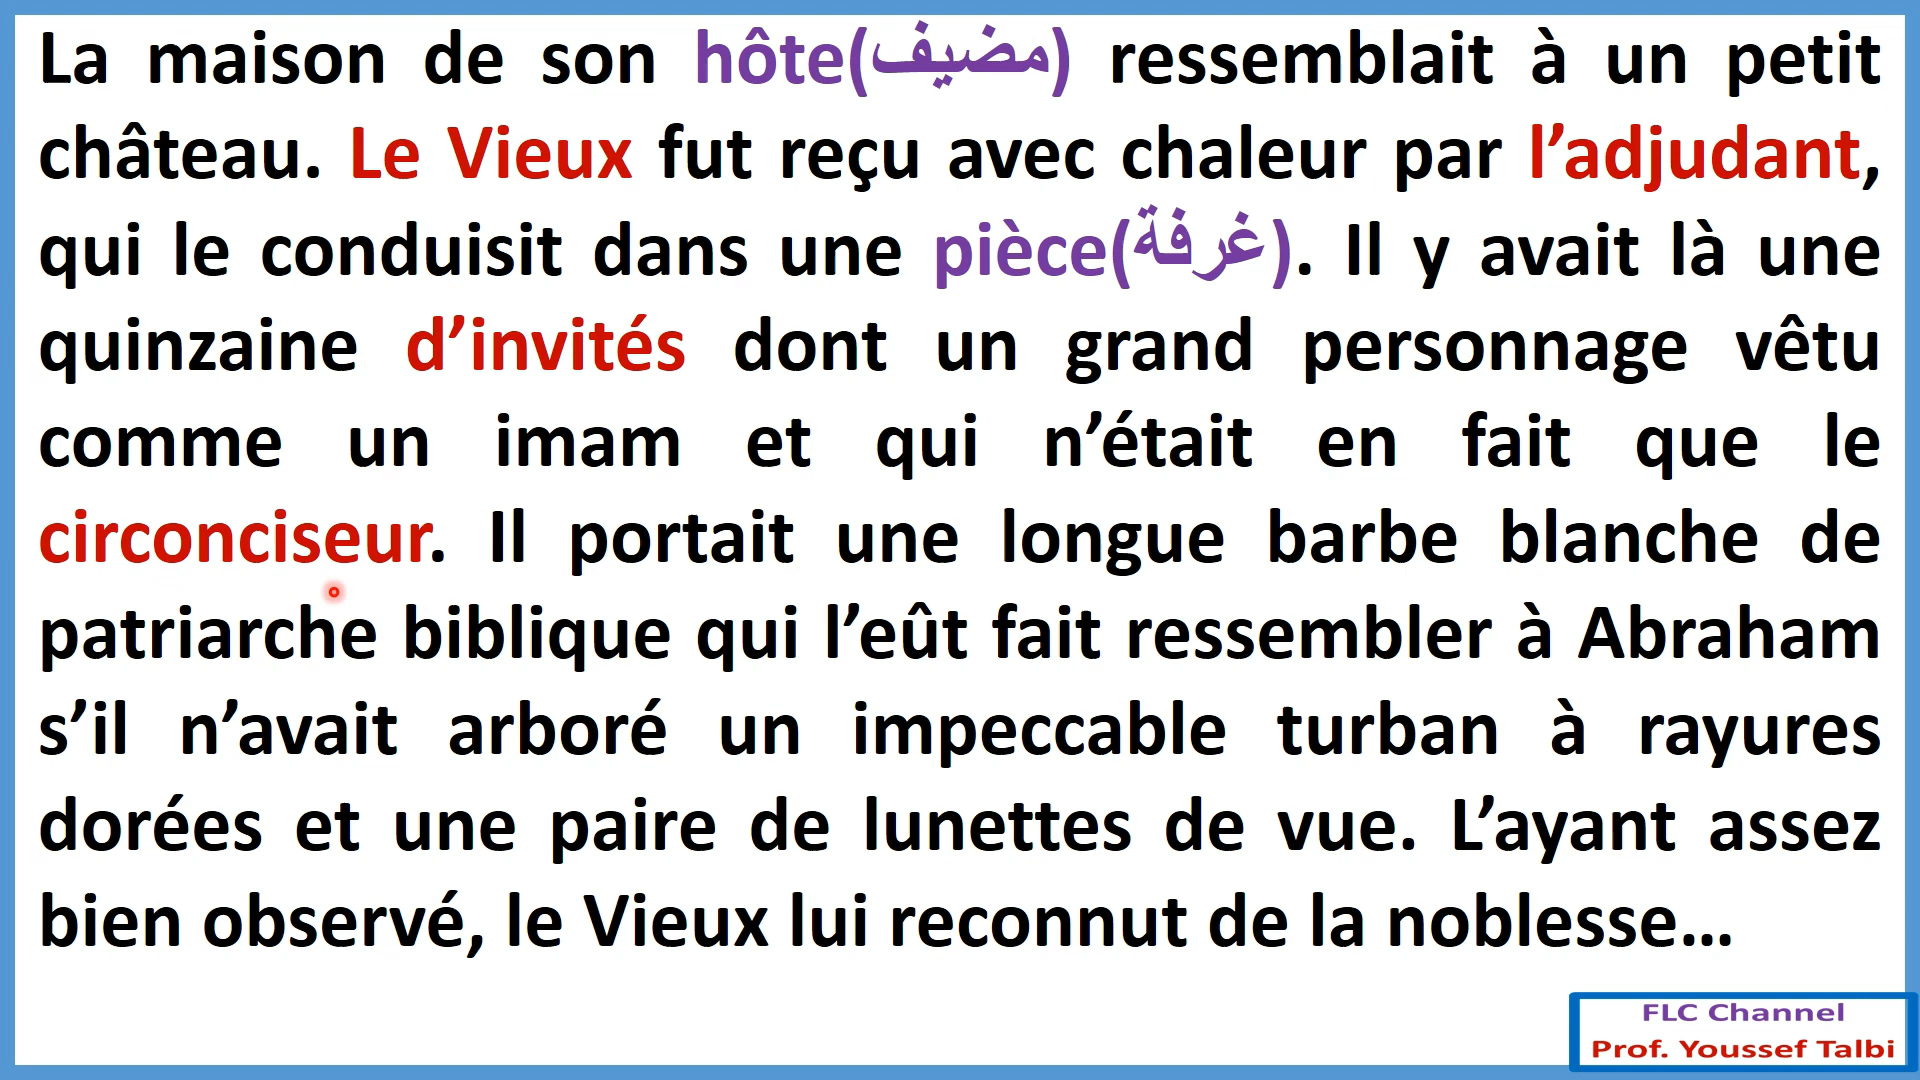 La maison de son hôte(مضيف) ressemblait à un petit
château. Le Vieux fut reçu avec chaleur par l’adjudant,
qui le conduisit dans une pièce(غرفة). Il y avait là une
quinzaine d’invités dont un grand personnage vêtu
comme un imam et qui n’était en fait que le
circonciseur. Il portait une longue barbe blanche de
patriarche biblique qui l’eût fait ressembler à Abraham
s’il n’avait arboré un impeccable turban à rayures
dorées et une paire de lunettes de vue. L’ayant assez
bien observé, le Vieux lui reconnut de la noblesse...
FLC Channel
Prof. Youssef Talbi